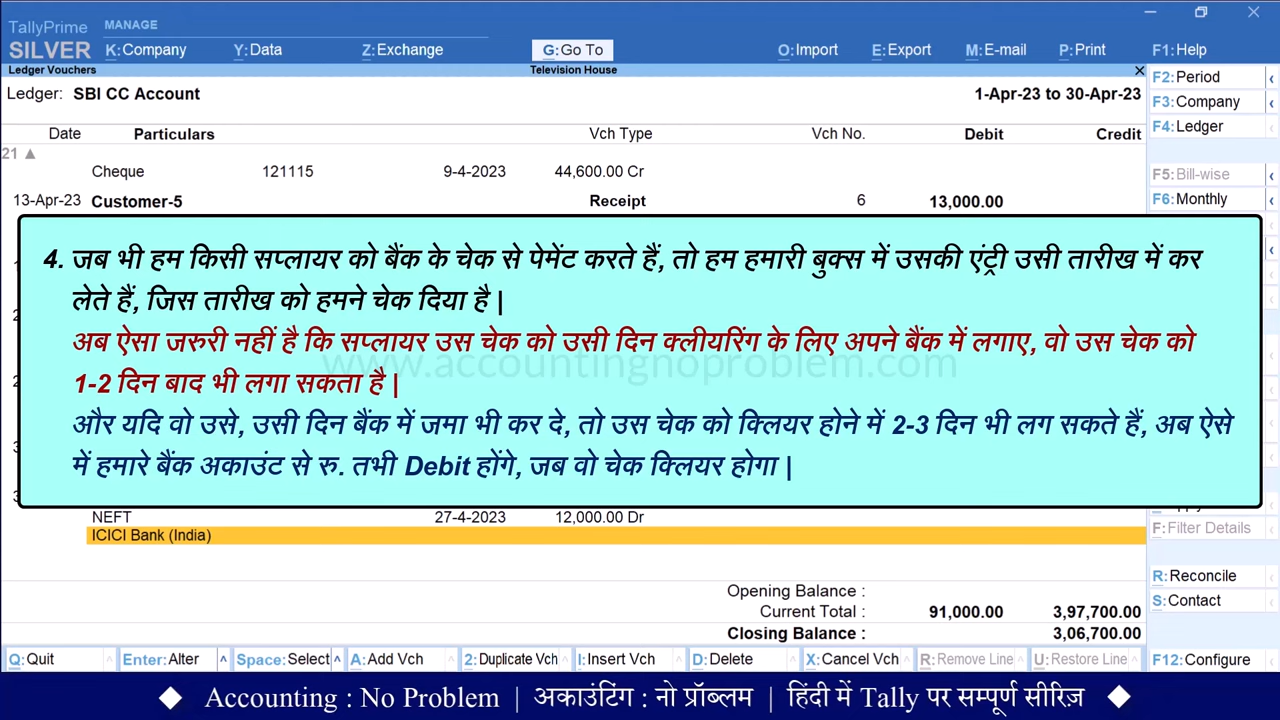 TallyPrime
MANAGE
SILVER K:Company Y:Data Z:Exchange G:Go To O:Import E:Export M:E-mail P:Print F1:Help
Ledger Vouchers Television House
F2:Period
Ledger: SBI CC Account 1-Apr-23 to 30-Apr-23
F3:Company
F4:Ledger
Date Particulars Vch Type Vch No. Debit Credit
21
Cheque 121115 9-4-2023 44,600.00 Cr
F5:Bill-wise
13-Apr-23 Customer-5 Receipt 6 13,000.00
F6:Monthly
4. जब भी हम किसी सप्लायर को बैंक के चेक से पेमेंट करते हैं, तो हम हमारी बुक्स में उसकी एंट्री उसी तारीख में कर
लेते हैं, जिस तारीख को हमने चेक दिया है |
अब ऐसा जरुरी नहीं है कि सप्लायर उस चेक को उसी दिन क्लीयरिंग के लिए अपने बैंक में लगाए, वो उस चेक को
www.accountingnoproblem.com
1-2 दिन बाद भी लगा सकता है |
और यदि वो उसे, उसी दिन बैंक में जमा भी कर दे, तो उस चेक को क्लियर होने में 2-3 दिन भी लग सकते हैं, अब ऐसे
में हमारे बैंक अकाउंट से रु. तभी Debit होंगे, जब वो चेक क्लियर होगा |
NEFT 27-4-2023 12,000.00 Dr
F:Filter Details
ICICI Bank (India)
R:Reconcile
Opening Balance :
S:Contact
Current Total : 91,000.00 3,97,700.00
Closing Balance : 3,06,700.00
Q:Quit Enter:Alter Space:Select A:Add Vch 2:Duplicate Vch I:Insert Vch D:Delete X:Cancel Vch R:Remove Line U:Restore Line F12:Configure
Accounting : No Problem | अकाउंटिंग : नो प्रॉब्लम | हिंदी में Tally पर सम्पूर्ण सीरिज़